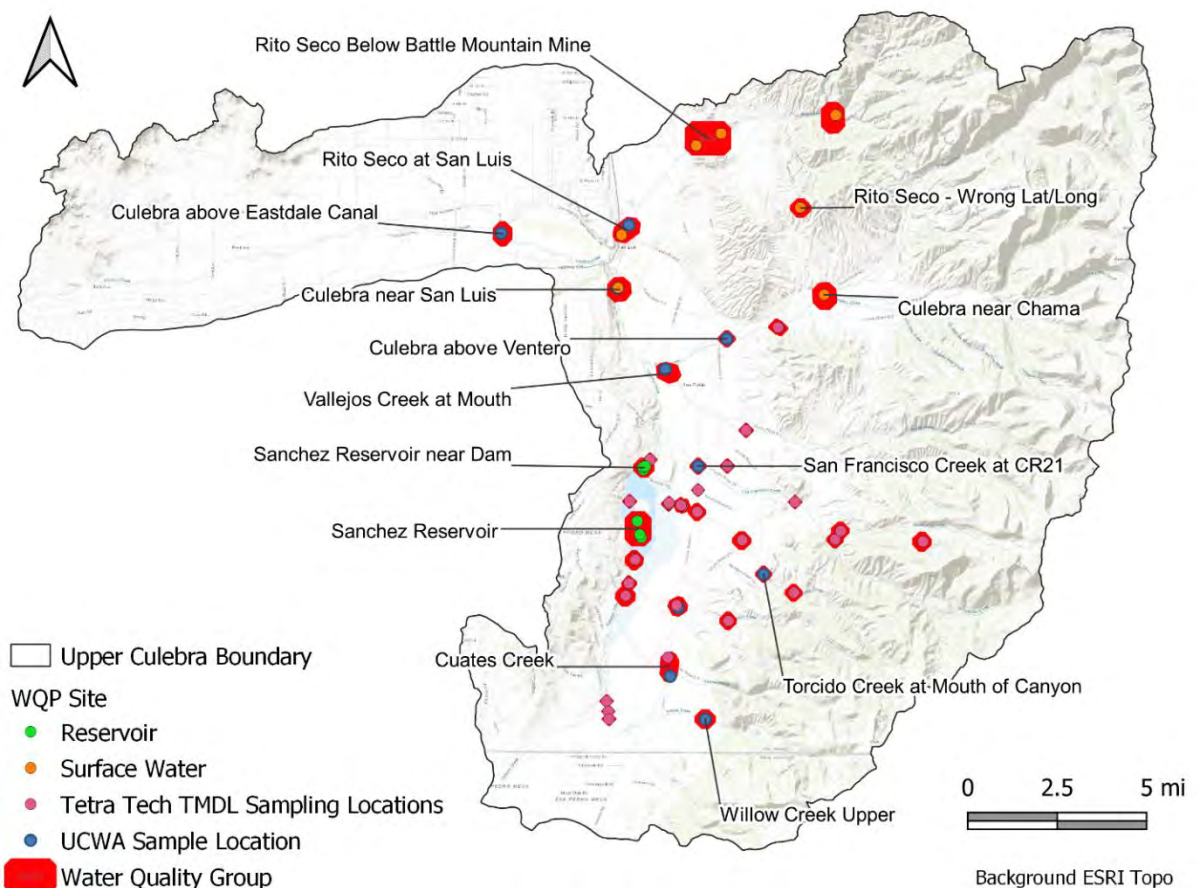 Rito Seco Below Battle Mountain Mine
Rito Seco at San Luis
Culebra above Eastdale Canal
Rito Seco - Wrong Lat/Long
Culebra near San Luis
Culebra near Chama
Culebra above Ventero
Vallejos Creek at Mouth
Sanchez Reservoir near Dam
San Francisco Creek at CR21
Sanchez Reservoir
Cuates Creek
Torcido Creek at Mouth of Canyon
Willow Creek Upper
Upper Culebra Boundary
WQP Site
Reservoir
Surface Water
Tetra Tech TMDL Sampling Locations
UCWA Sample Location
Water Quality Group
0 2.5 5 mi
Background ESRI Topo